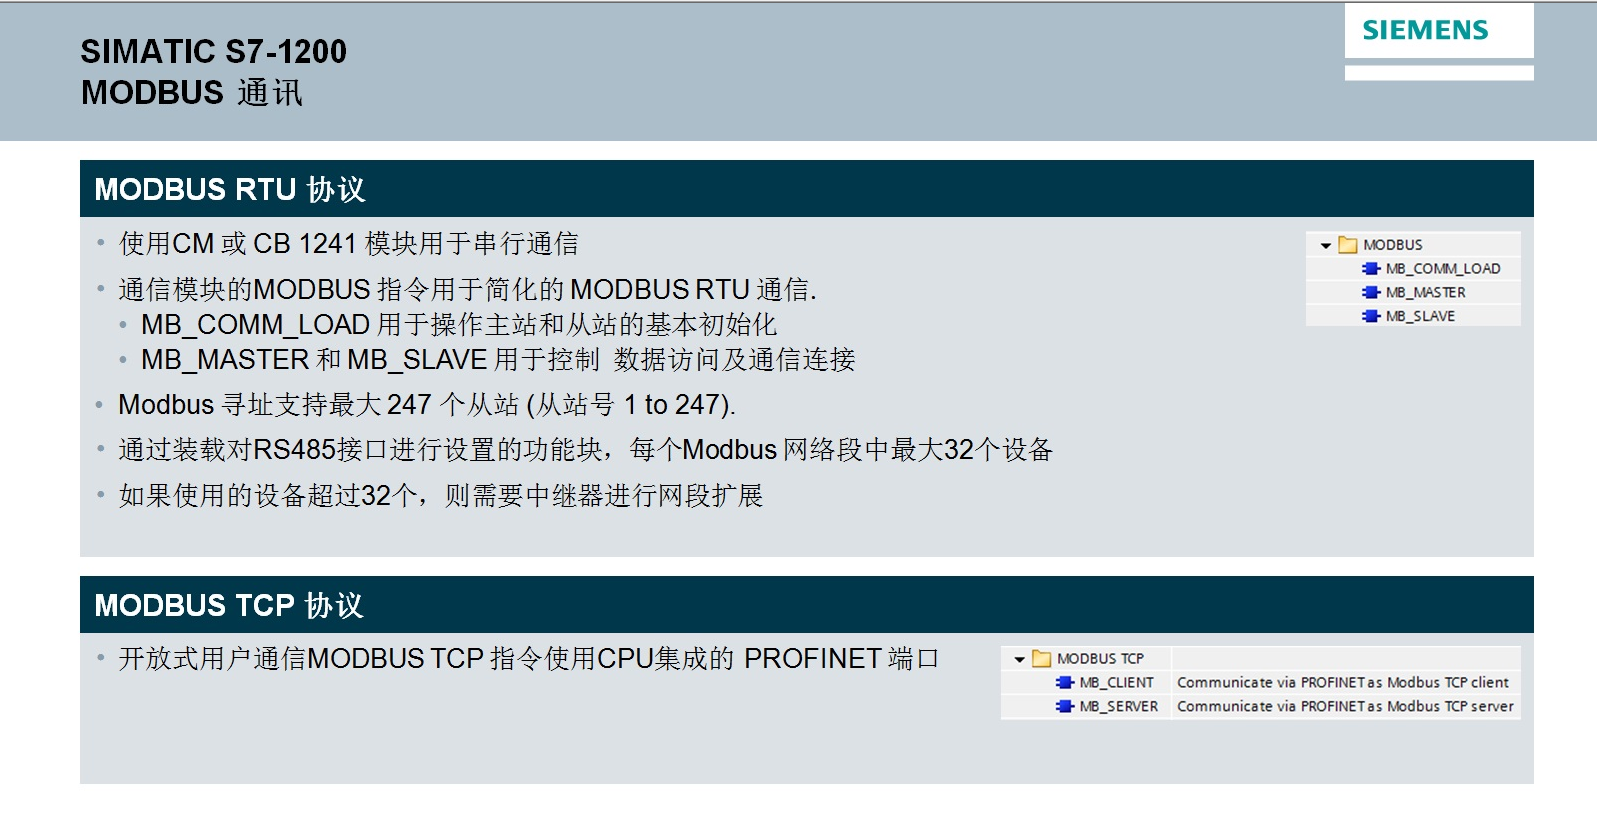 SIMATIC S7-1200
MODBUS 通讯
SIEMENS
MODBUS RTU 协议
• 使用CM 或 CB 1241 模块用于串行通信
• 通信模块的MODBUS 指令用于简化的 MODBUS RTU 通信.
• MB_COMM_LOAD 用于操作主站和从站的基本初始化
• MB_MASTER 和 MB_SLAVE 用于控制 数据访问及通信连接
• Modbus 寻址支持最大 247 个从站 (从站号 1 to 247).
• 通过装载对RS485接口进行设置的功能块，每个Modbus 网络段中最大32个设备
• 如果使用的设备超过32个，则需要中继器进行网段扩展
MODBUS
MB_COMM_LOAD
MB_MASTER
MB_SLAVE
MODBUS TCP 协议
• 开放式用户通信MODBUS TCP 指令使用CPU集成的 PROFINET 端口
MODBUS TCP
MB_CLIENT Communicate via PROFINET as Modbus TCP client
MB_SERVER Communicate via PROFINET as Modbus TCP server